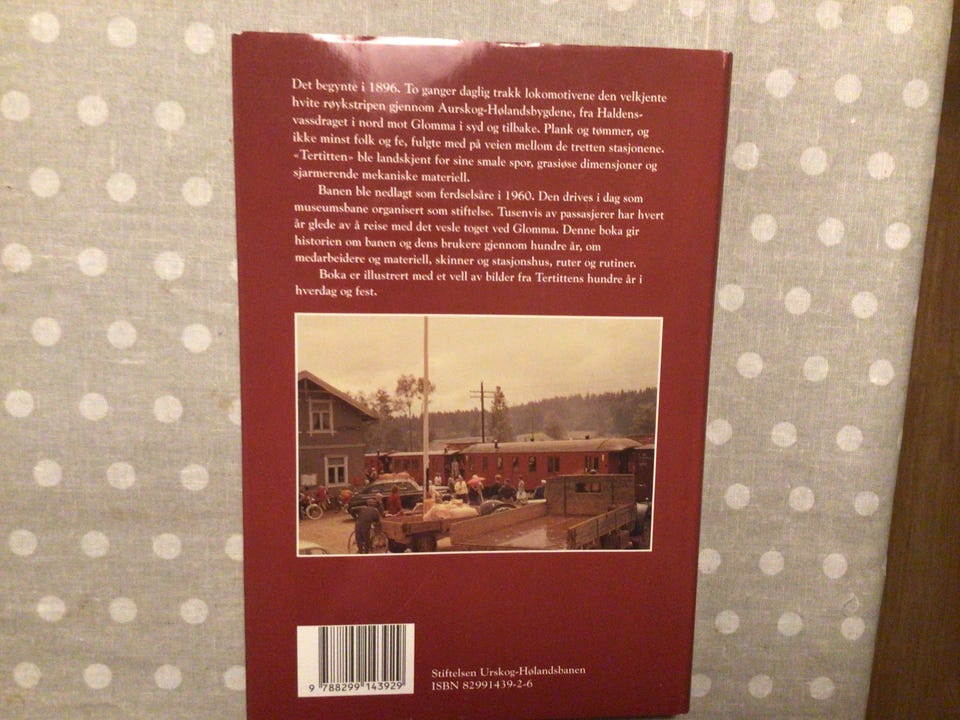 Det begynte i 1896. To ganger daglig trakk lokomotivene den velkjente
hvite røykstripen gjennom Aurskog-Hølandsbygdene, fra Haldens-
vassdraget i nord mot Glomma i syd og tilbake. Plank og tømmer, og
ikke minst folk og fe, fulgte med på veien mellom de tretten stasjonene.
«Tertitten» ble landskjent for sine smale spor, grasiøse dimensjoner og
sjarmerende mekaniske materiell.
Banen ble nedlagt som ferdselsåre i 1960. Den drives i dag som
museumsbane organisert som stiftelse. Tusenvis av passasjerer har hvert
år glede av å reise med det vesle toget ved Glomma. Denne boka gir
historien om banen og dens brukere gjennom hundre år, om
medarbeidere og materiell, skinner og stasjonshus, ruter og rutiner.
Boka er illustrert med et vell av bilder fra Tertittens hundre år i
hverdag og fest.
9 788299 143929
Stiftelsen Urskog-Hølandsbanen
ISBN 82991439-2-6